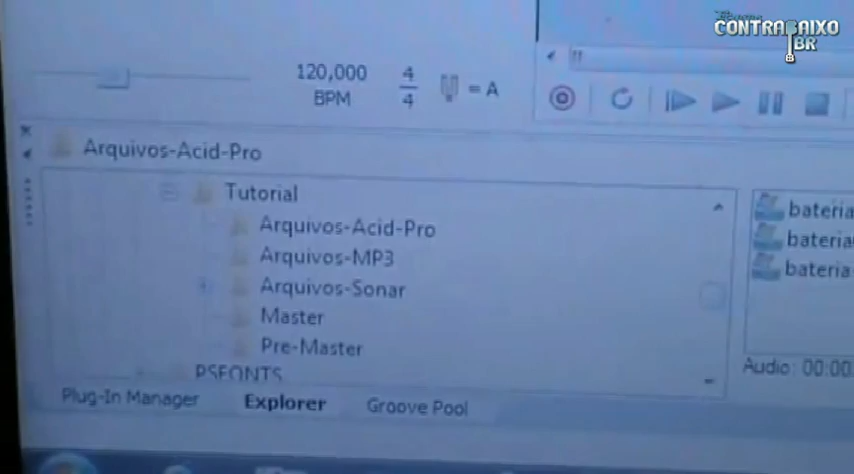 CONTRABAIXO
BR
120,000
BPM
4
4
= A
Arquivos-Acid-Pro
Tutorial
Arquivos-Acid-Pro
Arquivos-MP3
Arquivos-Sonar
Master
Pre-Master
PSFONTS
bateria
bateria
bateria
Audio: 00:00
Plug-In Manager
Explorer
Groove Pool